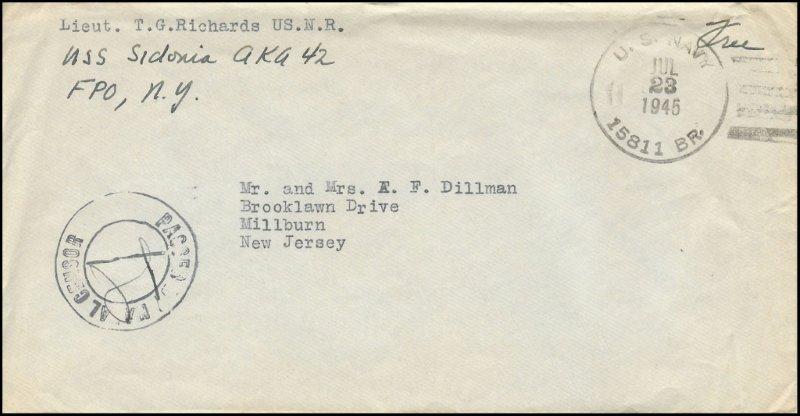 Lieut. T.G.Richards US.N.R.
USS Sidonia AKA 42
FPO, N.Y.
Free
U. S. NAVY
JUL
23
1945
15811 BR.
PASSED BY
NAVAL CENSOR
Mr. and Mrs. E. F. Dillman
Brooklawn Drive
Millburn
New Jersey